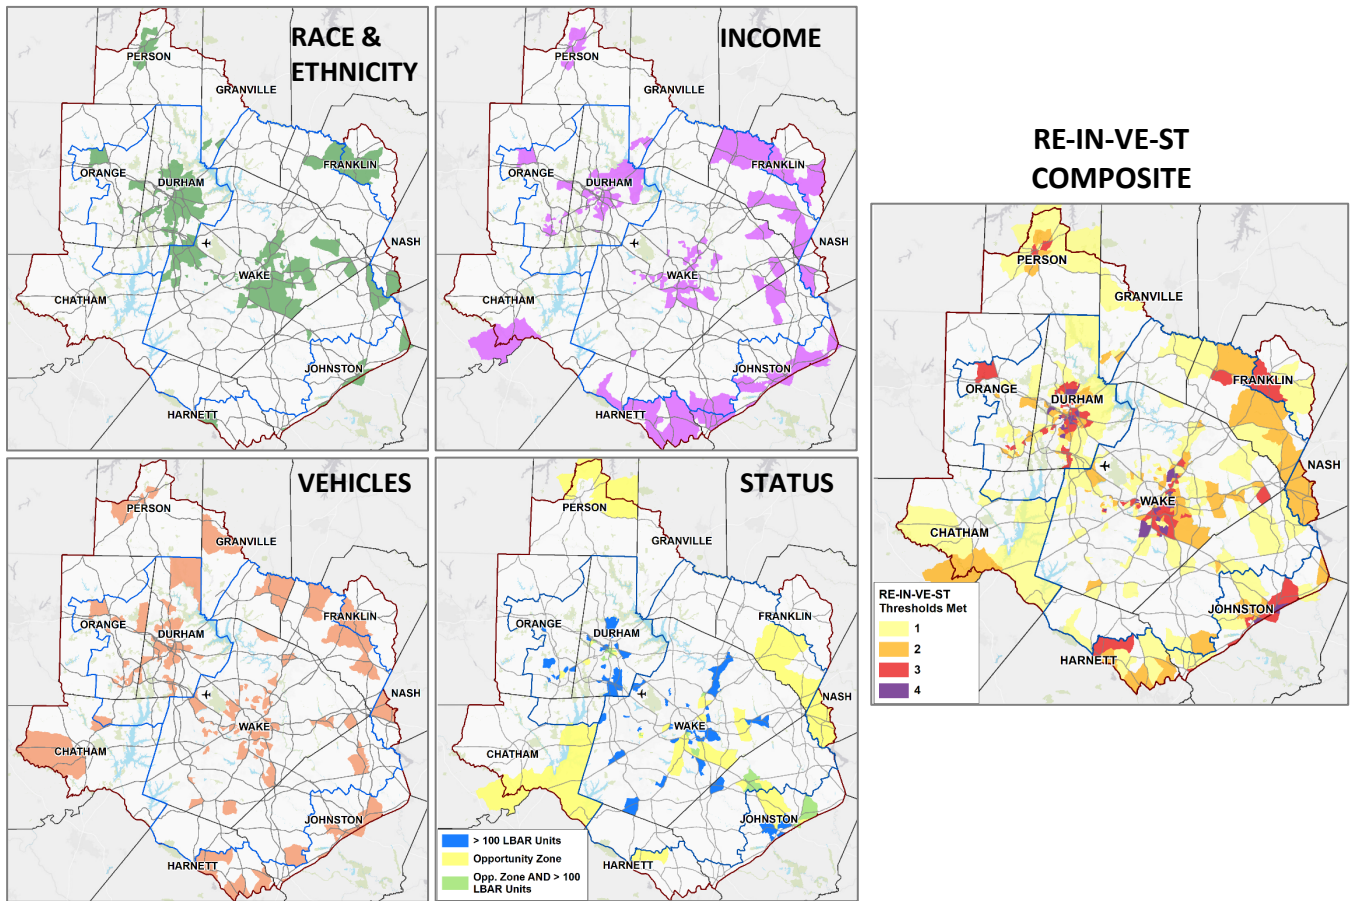 RACE &
ETHNICITY
PERSON
GRANVILLE
ORANGE
DURHAM
FRANKLIN
NASH
WAKE
CHATHAM
JOHNSTON
HARNETT
INCOME
PERSON
GRANVILLE
FRANKLIN
ORANGE
DURHAM
NASH
WAKE
CHATHAM
JOHNSTON
HARNETT
VEHICLES
PERSON
GRANVILLE
FRANKLIN
ORANGE
DURHAM
NASH
WAKE
CHATHAM
JOHNSTON
HARNETT
STATUS
PERSON
GRANVILLE
FRANKLIN
ORANGE
DURHAM
NASH
WAKE
CHATHAM
JOHNSTON
HARNETT
> 100 LBAR Units
Opportunity Zone
Opp. Zone AND > 100
LBAR Units
RE-IN-VE-ST
COMPOSITE
PERSON
GRANVILLE
FRANKLIN
ORANGE
DURHAM
NASH
WAKE
CHATHAM
JOHNSTON
HARNETT
RE-IN-VE-ST
Thresholds Met
1
2
3
4